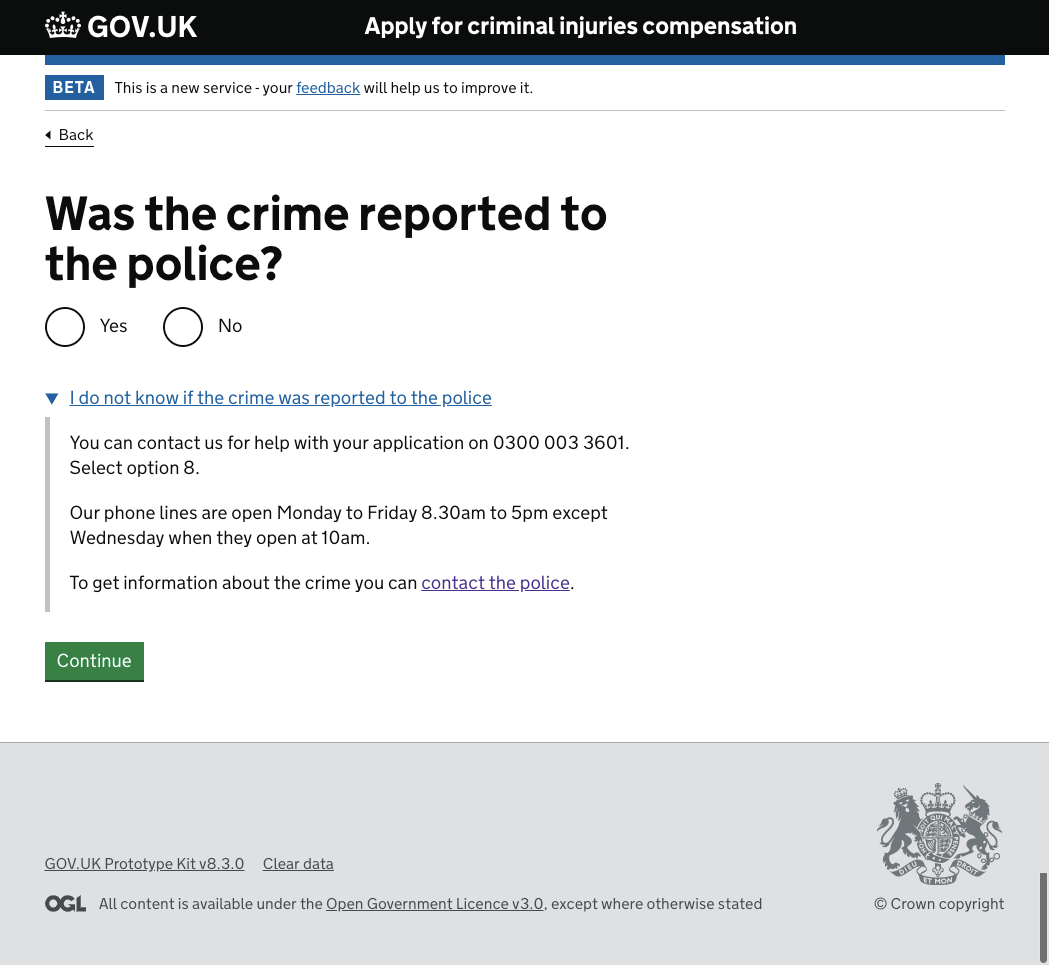 GOV.UK
Apply for criminal injuries compensation
BETA This is a new service - your feedback will help us to improve it.
Back
Was the crime reported to
the police?
Yes No
I do not know if the crime was reported to the police
You can contact us for help with your application on 0300 003 3601.
Select option 8.
Our phone lines are open Monday to Friday 8.30am to 5pm except
Wednesday when they open at 10am.
To get information about the crime you can contact the police.
Continue
GOV.UK Prototype Kit v8.3.0 Clear data
OGL All content is available under the Open Government Licence v3.0, except where otherwise stated
DIEU ET MON DROIT
© Crown copyright